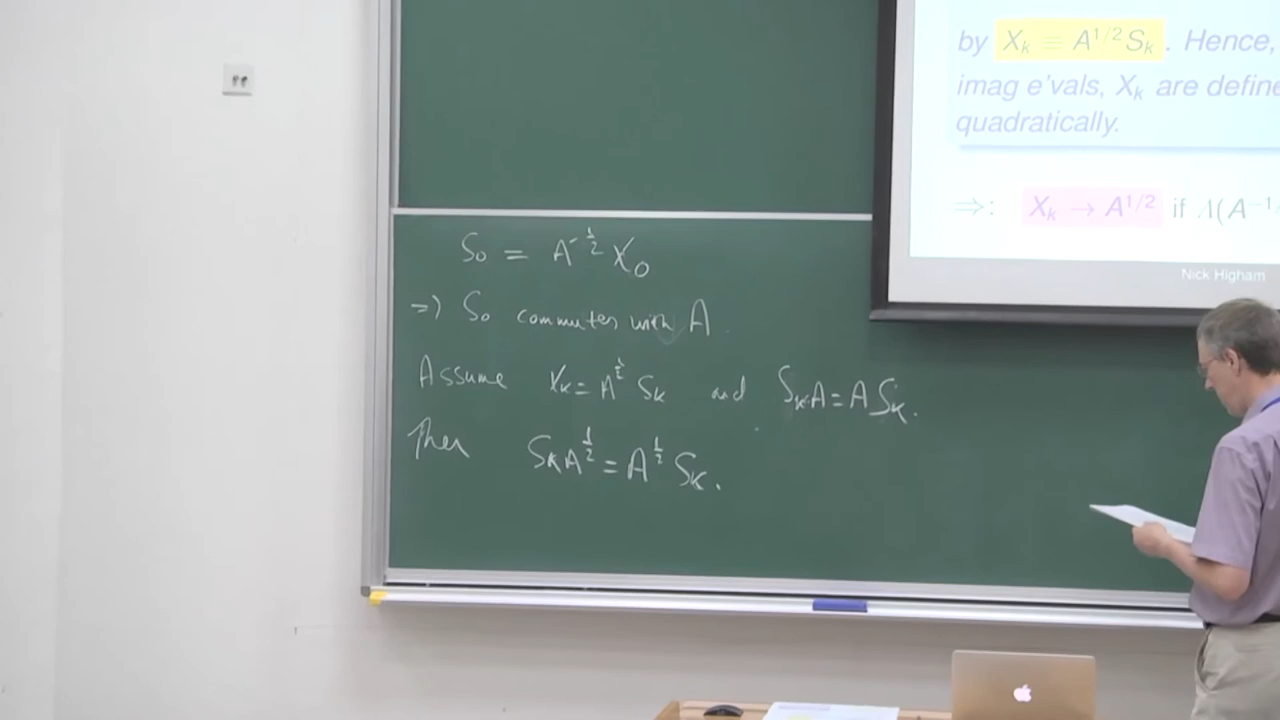 by X_k ≡ A^{1/2} S_k. Hence,
imag e'vals, X_k are define
quadratically.
⇒: X_k → A^{1/2} if Λ(A^{-1
Nick Higham
S_0 = A^{-1/2} X_0
=) S_0 commutes with A.
Assume X_k = A^{1/2} S_k and S_k A = A S_k.
Then S_k A^{1/2} = A^{1/2} S_k.